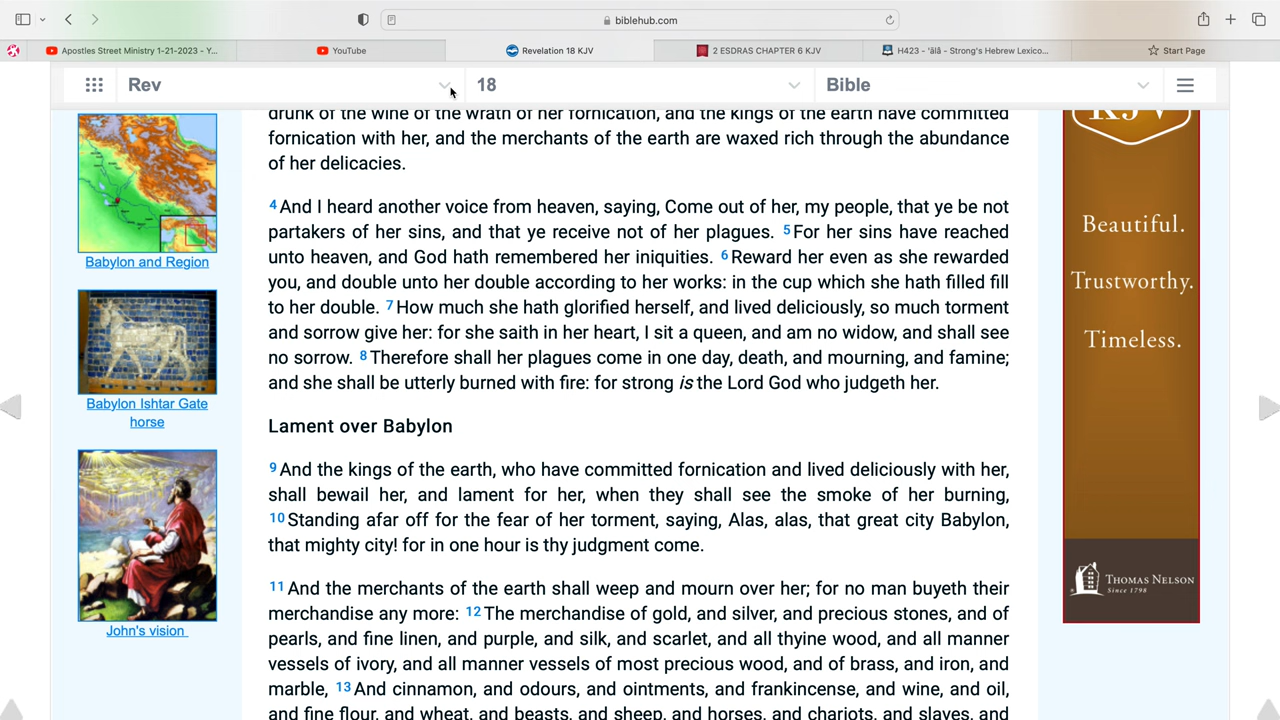 biblehub.com
Apostles Street Ministry 1-21-2023 - Y...
YouTube
Revelation 18 KJV
2 ESDRAS CHAPTER 6 KJV
H423 - 'ālâ - Strong's Hebrew Lexico...
Start Page
Rev
18
Bible
drunk of the wine of the wrath of her fornication, and the kings of the earth have committed
fornication with her, and the merchants of the earth are waxed rich through the abundance
of her delicacies.
4 And I heard another voice from heaven, saying, Come out of her, my people, that ye be not
partakers of her sins, and that ye receive not of her plagues. 5 For her sins have reached
unto heaven, and God hath remembered her iniquities. 6 Reward her even as she rewarded
you, and double unto her double according to her works: in the cup which she hath filled fill
to her double. 7 How much she hath glorified herself, and lived deliciously, so much torment
and sorrow give her: for she saith in her heart, I sit a queen, and am no widow, and shall see
no sorrow. 8 Therefore shall her plagues come in one day, death, and mourning, and famine;
and she shall be utterly burned with fire: for strong is the Lord God who judgeth her.
Lament over Babylon
9 And the kings of the earth, who have committed fornication and lived deliciously with her,
shall bewail her, and lament for her, when they shall see the smoke of her burning,
10 Standing afar off for the fear of her torment, saying, Alas, alas, that great city Babylon,
that mighty city! for in one hour is thy judgment come.
11 And the merchants of the earth shall weep and mourn over her; for no man buyeth their
merchandise any more: 12 The merchandise of gold, and silver, and precious stones, and of
pearls, and fine linen, and purple, and silk, and scarlet, and all thyine wood, and all manner
vessels of ivory, and all manner vessels of most precious wood, and of brass, and iron, and
marble, 13 And cinnamon, and odours, and ointments, and frankincense, and wine, and oil,
and fine flour, and wheat, and beasts, and sheep, and horses, and chariots, and slaves, and
Babylon and Region
Babylon Ishtar Gate
horse
John's vision
KJV
Beautiful.
Trustworthy.
Timeless.
THOMAS NELSON
Since 1798